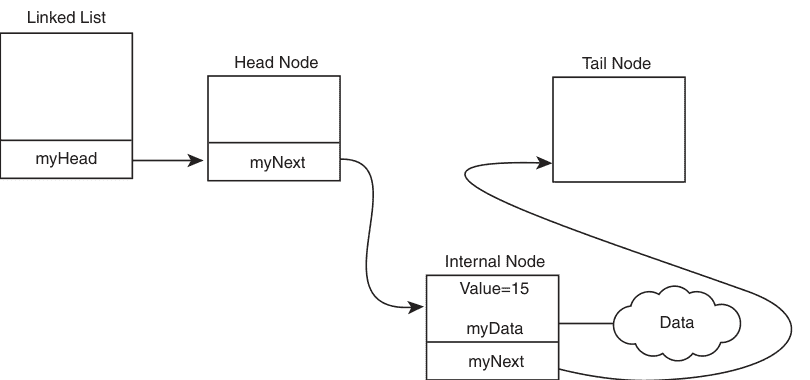 Linked List
myHead
Head Node
myNext
Tail Node
Internal Node
Value=15
myData
myNext
Data